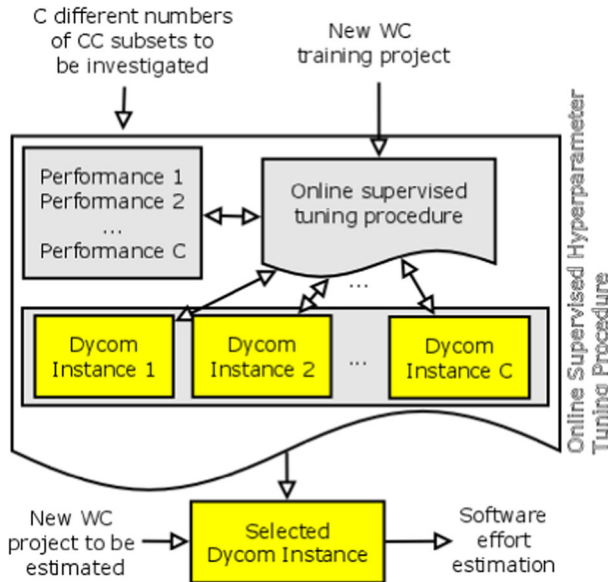 C different numbers
of CC subsets to
be investigated
New WC
training project
Performance 1
Performance 2
...
Performance C
Online supervised
tuning procedure
...
Dycom
Instance 1
Dycom
Instance 2
...
Dycom
Instance C
Online Supervised Hyperparameter
Tuning Procedure
New WC
project to be
estimated
Selected
Dycom Instance
Software
effort
estimation